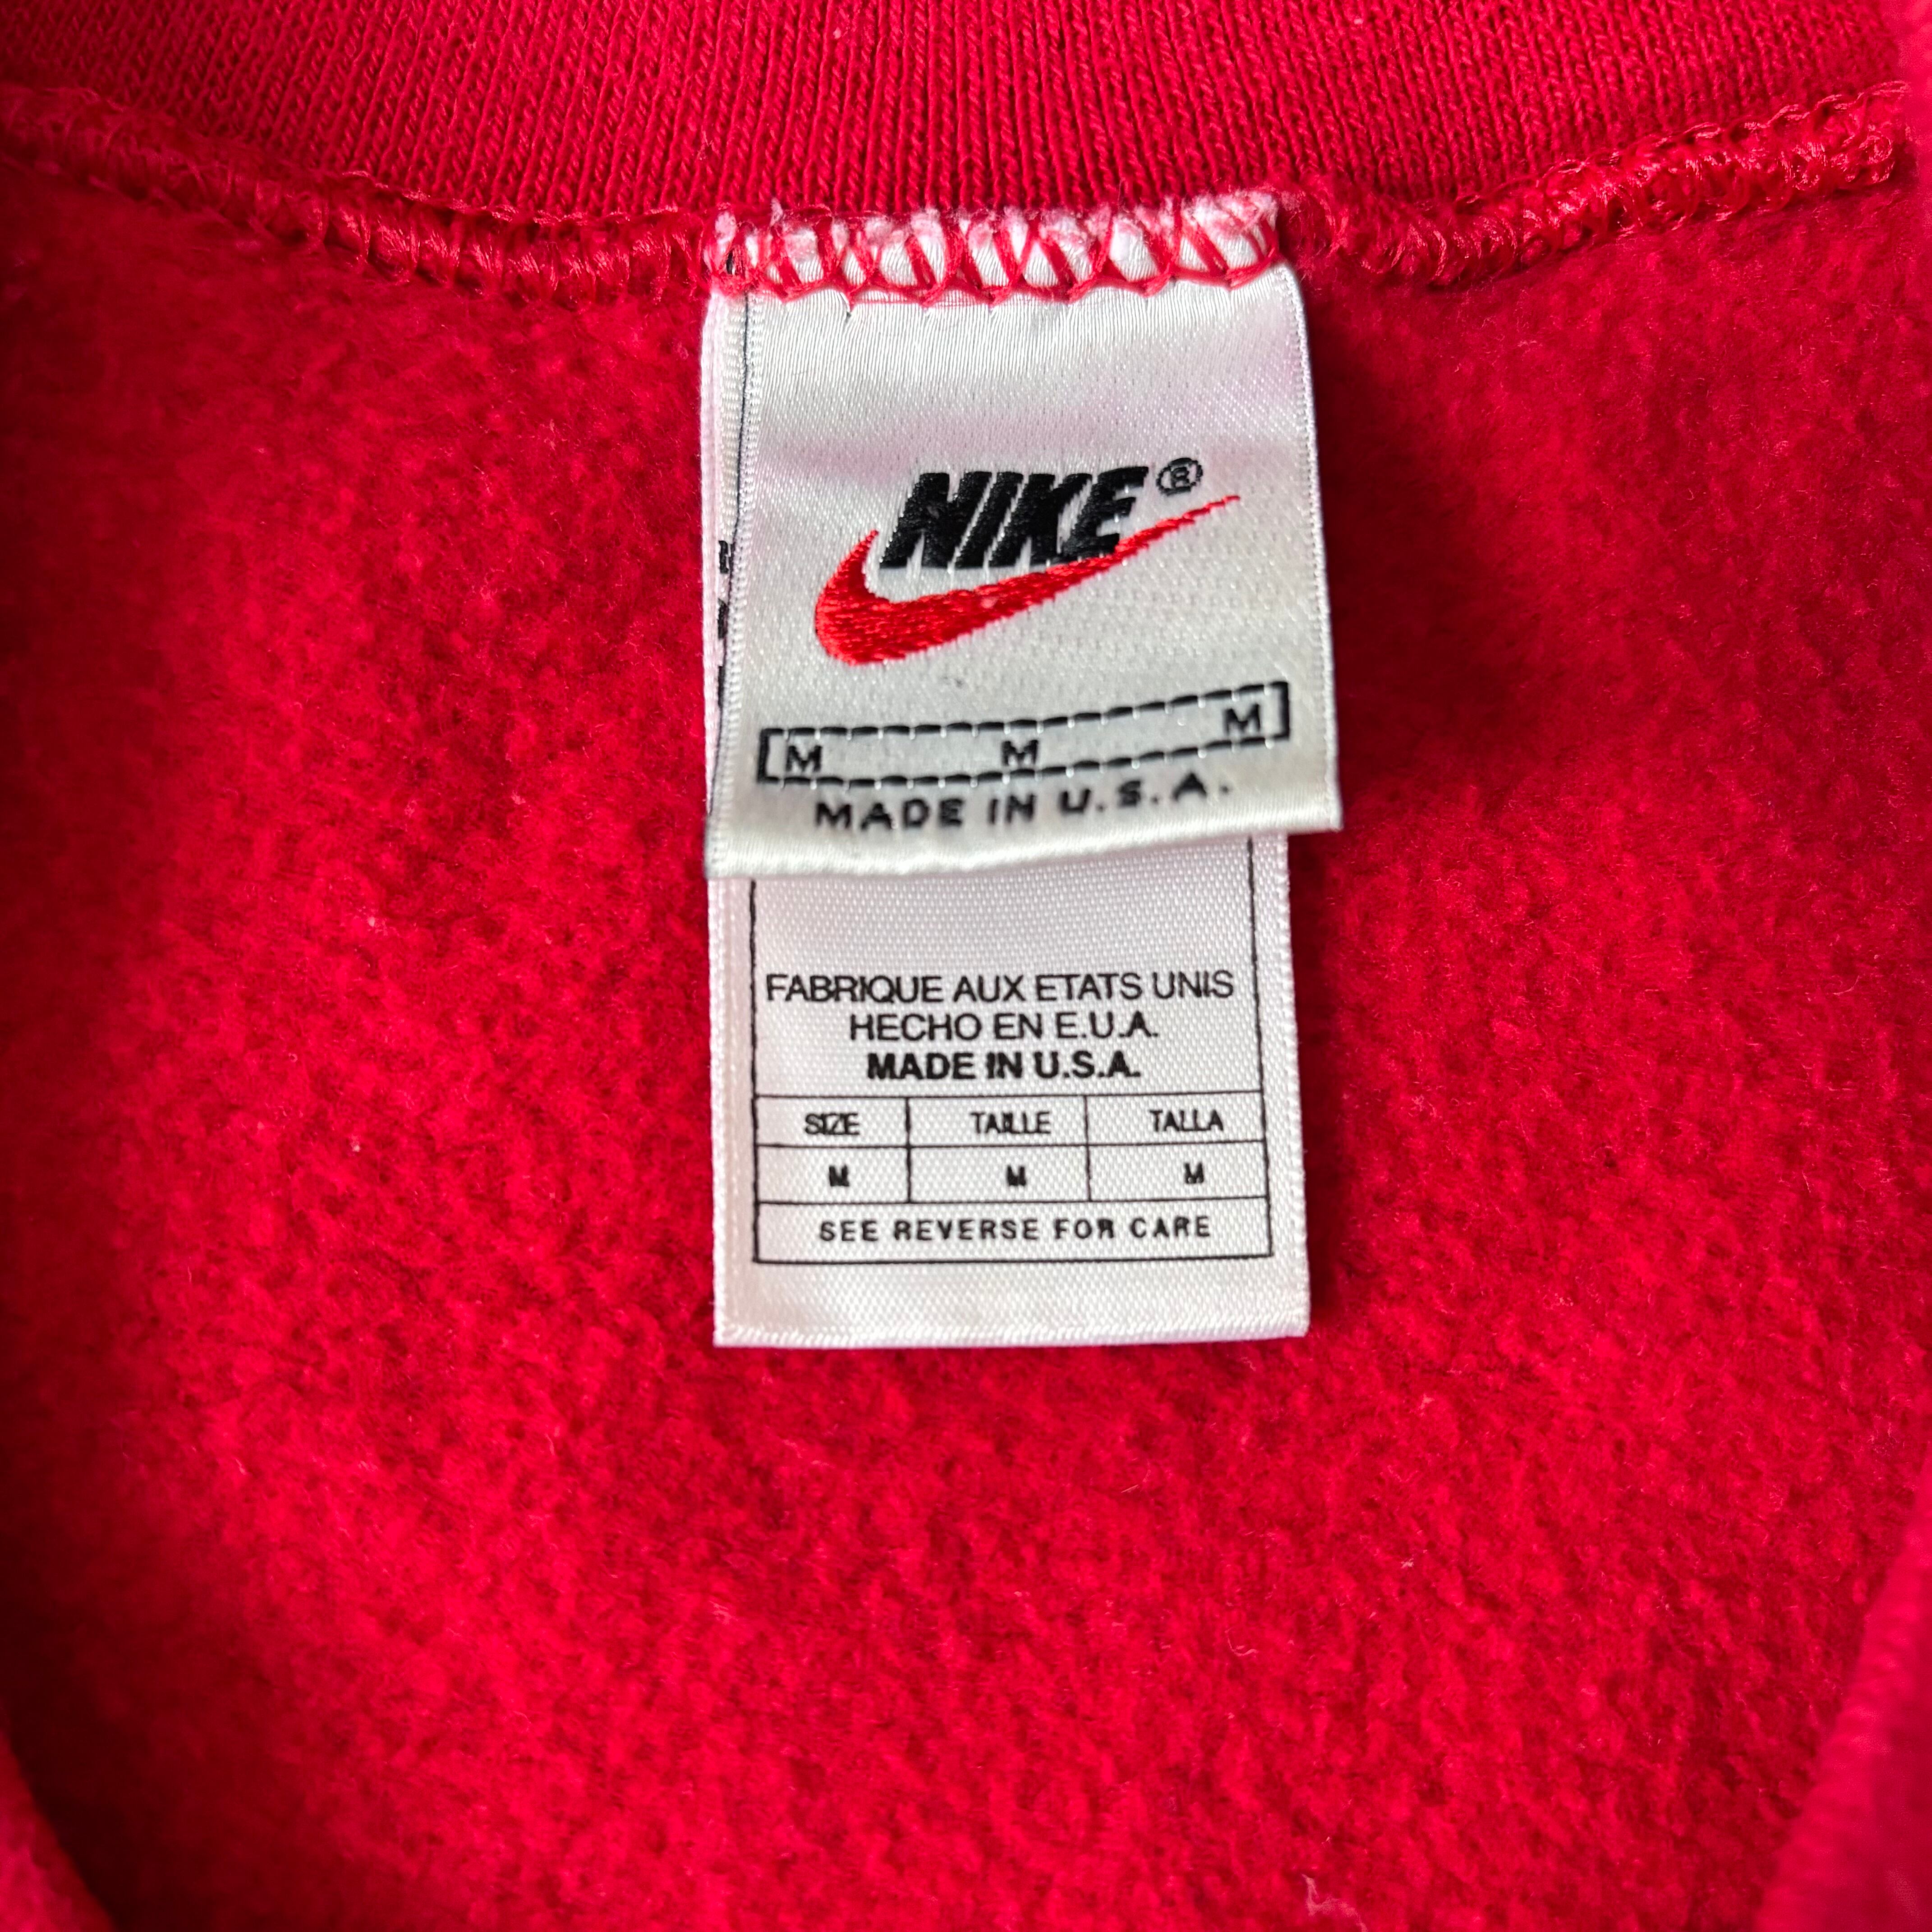 NIKE®
M M M
MADE IN U.S.A.
FABRIQUE AUX ETATS UNIS
HECHO EN E.U.A.
MADE IN U.S.A.
SIZE TAILLE TALLA
M M M
SEE REVERSE FOR CARE